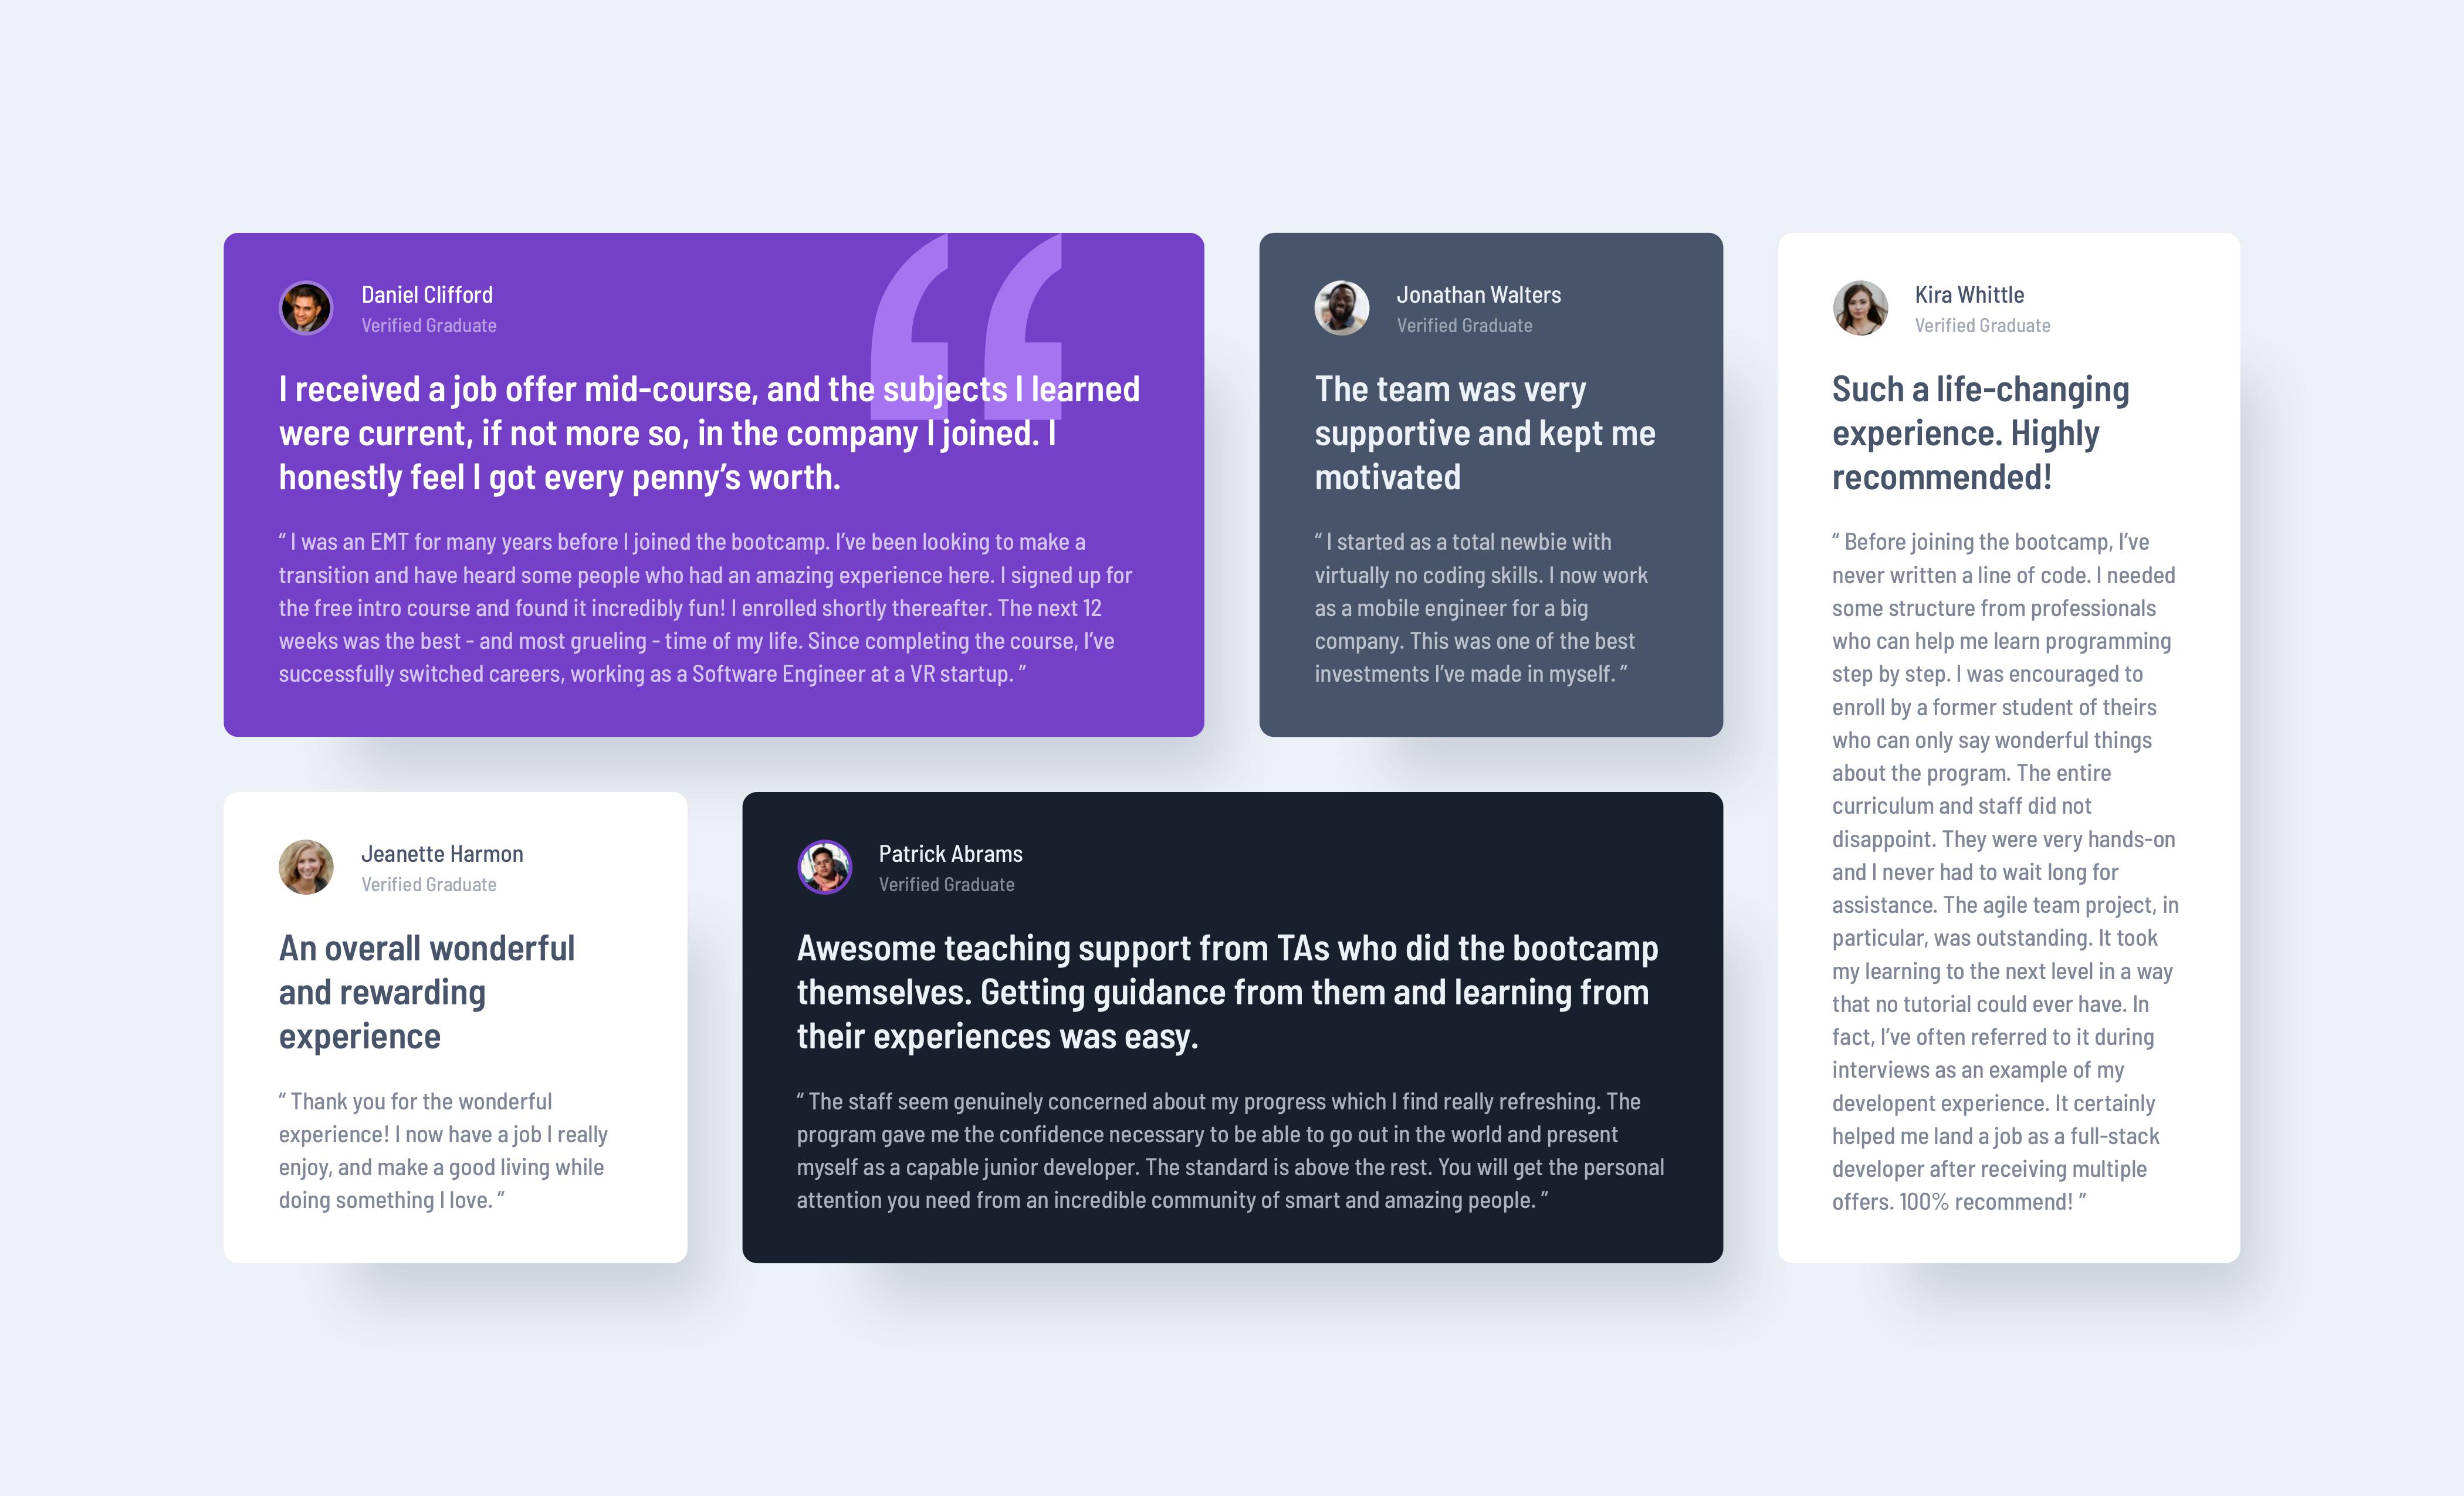 Daniel Clifford
Verified Graduate
I received a job offer mid-course, and the subjects I learned
were current, if not more so, in the company I joined. I
honestly feel I got every penny’s worth.
“ I was an EMT for many years before I joined the bootcamp. I’ve been looking to make a
transition and have heard some people who had an amazing experience here. I signed up for
the free intro course and found it incredibly fun! I enrolled shortly thereafter. The next 12
weeks was the best - and most grueling - time of my life. Since completing the course, I’ve
successfully switched careers, working as a Software Engineer at a VR startup. ”
Jonathan Walters
Verified Graduate
The team was very
supportive and kept me
motivated
“ I started as a total newbie with
virtually no coding skills. I now work
as a mobile engineer for a big
company. This was one of the best
investments I’ve made in myself. ”
Kira Whittle
Verified Graduate
Such a life-changing
experience. Highly
recommended!
“ Before joining the bootcamp, I’ve
never written a line of code. I needed
some structure from professionals
who can help me learn programming
step by step. I was encouraged to
enroll by a former student of theirs
who can only say wonderful things
about the program. The entire
curriculum and staff did not
disappoint. They were very hands-on
and I never had to wait long for
assistance. The agile team project, in
particular, was outstanding. It took
my learning to the next level in a way
that no tutorial could ever have. In
fact, I’ve often referred to it during
interviews as an example of my
developent experience. It certainly
helped me land a job as a full-stack
developer after receiving multiple
offers. 100% recommend! ”
Jeanette Harmon
Verified Graduate
An overall wonderful
and rewarding
experience
“ Thank you for the wonderful
experience! I now have a job I really
enjoy, and make a good living while
doing something I love. ”
Patrick Abrams
Verified Graduate
Awesome teaching support from TAs who did the bootcamp
themselves. Getting guidance from them and learning from
their experiences was easy.
“ The staff seem genuinely concerned about my progress which I find really refreshing. The
program gave me the confidence necessary to be able to go out in the world and present
myself as a capable junior developer. The standard is above the rest. You will get the personal
attention you need from an incredible community of smart and amazing people. ”